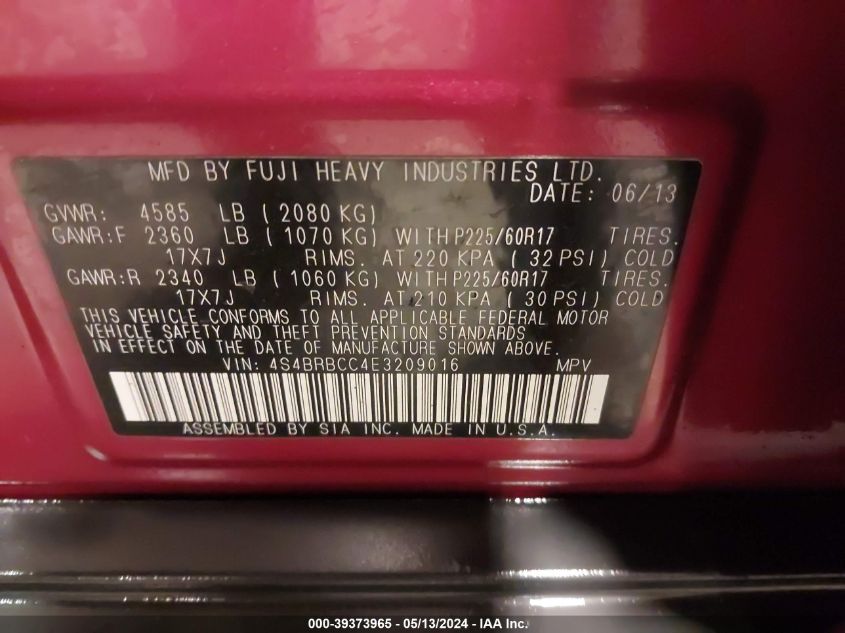 MFD BY FUJI HEAVY INDUSTRIES LTD.
DATE: 06/13
GVWR: 4585 LB ( 2080 KG)
GAWR:F 2360 LB ( 1070 KG) WITH P225/60R17 TIRES.
17X7J RIMS. AT 220 KPA ( 32 PSI) COLD
GAWR:R 2340 LB ( 1060 KG) WITH P225/60R17 TIRES.
17X7J RIMS. AT 210 KPA ( 30 PSI) COLD
THIS VEHICLE CONFORMS TO ALL APPLICABLE FEDERAL MOTOR
VEHICLE SAFETY AND THEFT PREVENTION STANDARDS
IN EFFECT ON THE DATE OF MANUFACTURE SHOWN ABOVE.
VIN: 4S4BRBCC4E3209016 MPV
ASSEMBLED BY SIA INC. MADE IN U.S.A.
000-39373965 - 05/13/2024 - IAA Inc.